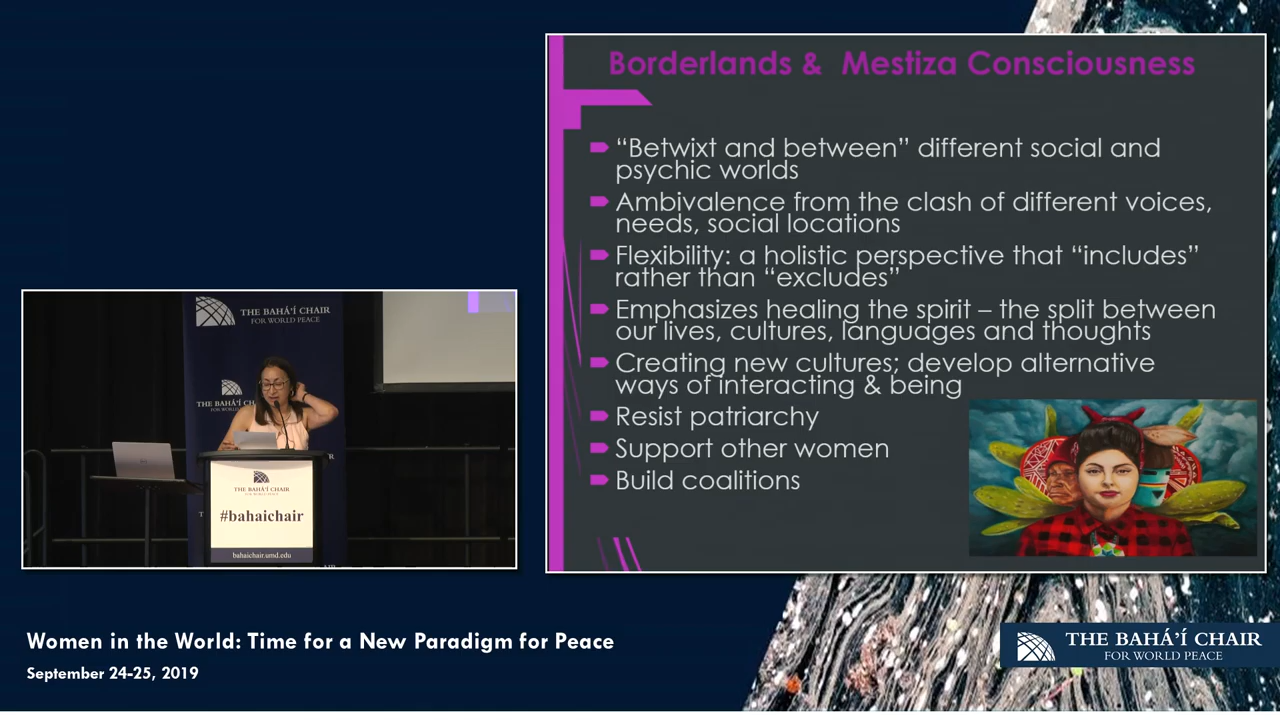 Borderlands & Mestiza Consciousness
“Betwixt and between” different social and
psychic worlds
Ambivalence from the clash of different voices,
needs, social locations
Flexibility: a holistic perspective that “includes”
rather than “excludes”
Emphasizes healing the spirit – the split between
our lives, cultures, languages and thoughts
Creating new cultures; develop alternative
ways of interacting & being
Resist patriarchy
Support other women
Build coalitions
THE BAHÁ’Í CHAIR
FOR WORLD PEACE
THE BAHÁ’Í CHAIR
THE BAHÁ’Í CHAIR
FOR WORLD PEACE
#bahaichair
bahaichair.umd.edu
Women in the World: Time for a New Paradigm for Peace
September 24-25, 2019
THE BAHÁ’Í CHAIR
FOR WORLD PEACE